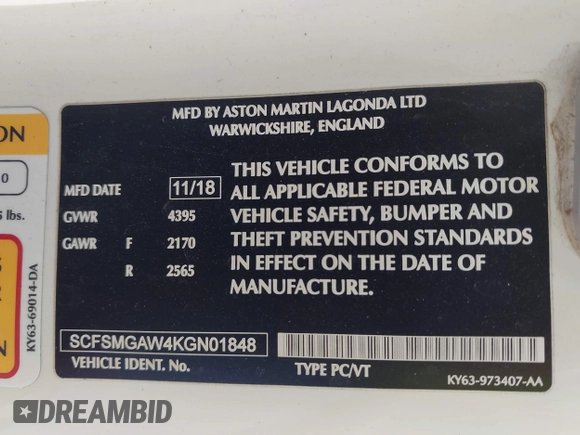 MFD BY ASTON MARTIN LAGONDA LTD
WARWICKSHIRE, ENGLAND
MFD DATE 11/18
GVWR 4395
GAWR F 2170
R 2565
THIS VEHICLE CONFORMS TO
ALL APPLICABLE FEDERAL MOTOR
VEHICLE SAFETY, BUMPER AND
THEFT PREVENTION STANDARDS
IN EFFECT ON THE DATE OF
MANUFACTURE.
SCFSMGAW4KGN01848
VEHICLE IDENT. No.
TYPE PC/VT
KY63-973407-AA
ON
0
lbs.
S
R
N
KY63-69014-DA
DREAMBID